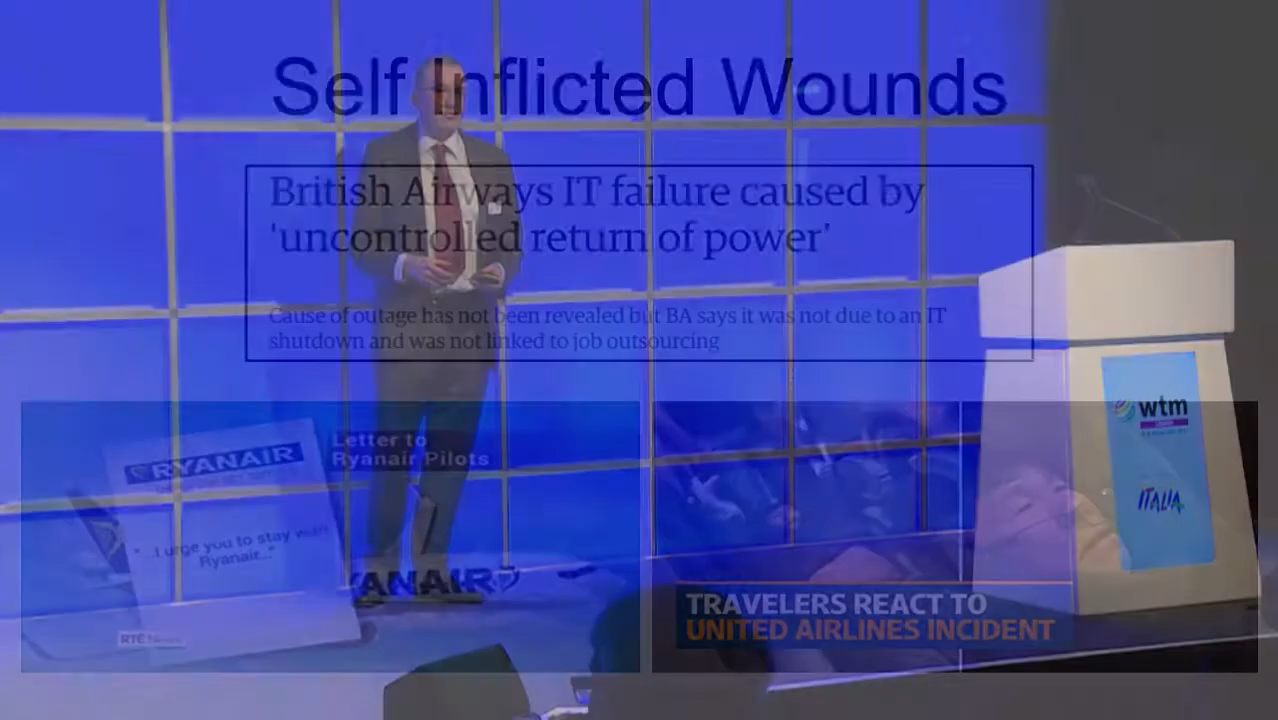 Self Inflicted Wounds
British Airways IT failure caused by
'uncontrolled return of power'
Cause of outage has not been revealed but BA says it was not due to an IT
shutdown and was not linked to job outsourcing
RYANAIR
Letter to
Ryanair Pilots
"...I urge you to stay with
Ryanair..."
YANAIR
RTÉ News
TRAVELERS REACT TO
UNITED AIRLINES INCIDENT
wtm
ITALIA